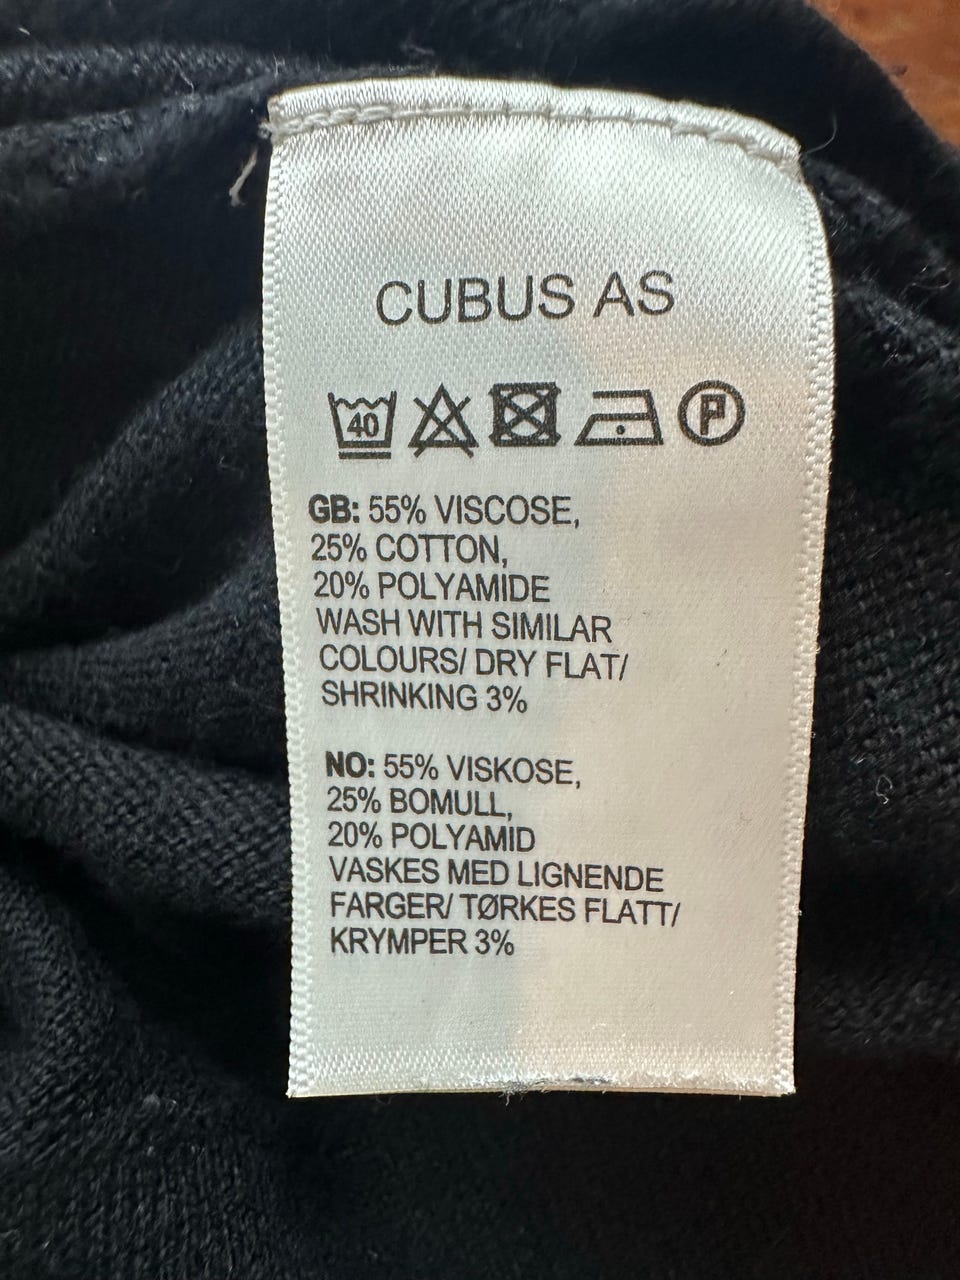 CUBUS AS
40 P
GB: 55% VISCOSE,
25% COTTON,
20% POLYAMIDE
WASH WITH SIMILAR
COLOURS/ DRY FLAT/
SHRINKING 3%
NO: 55% VISKOSE,
25% BOMULL,
20% POLYAMID
VASKES MED LIGNENDE
FARGER/ TØRKES FLATT/
KRYMPER 3%